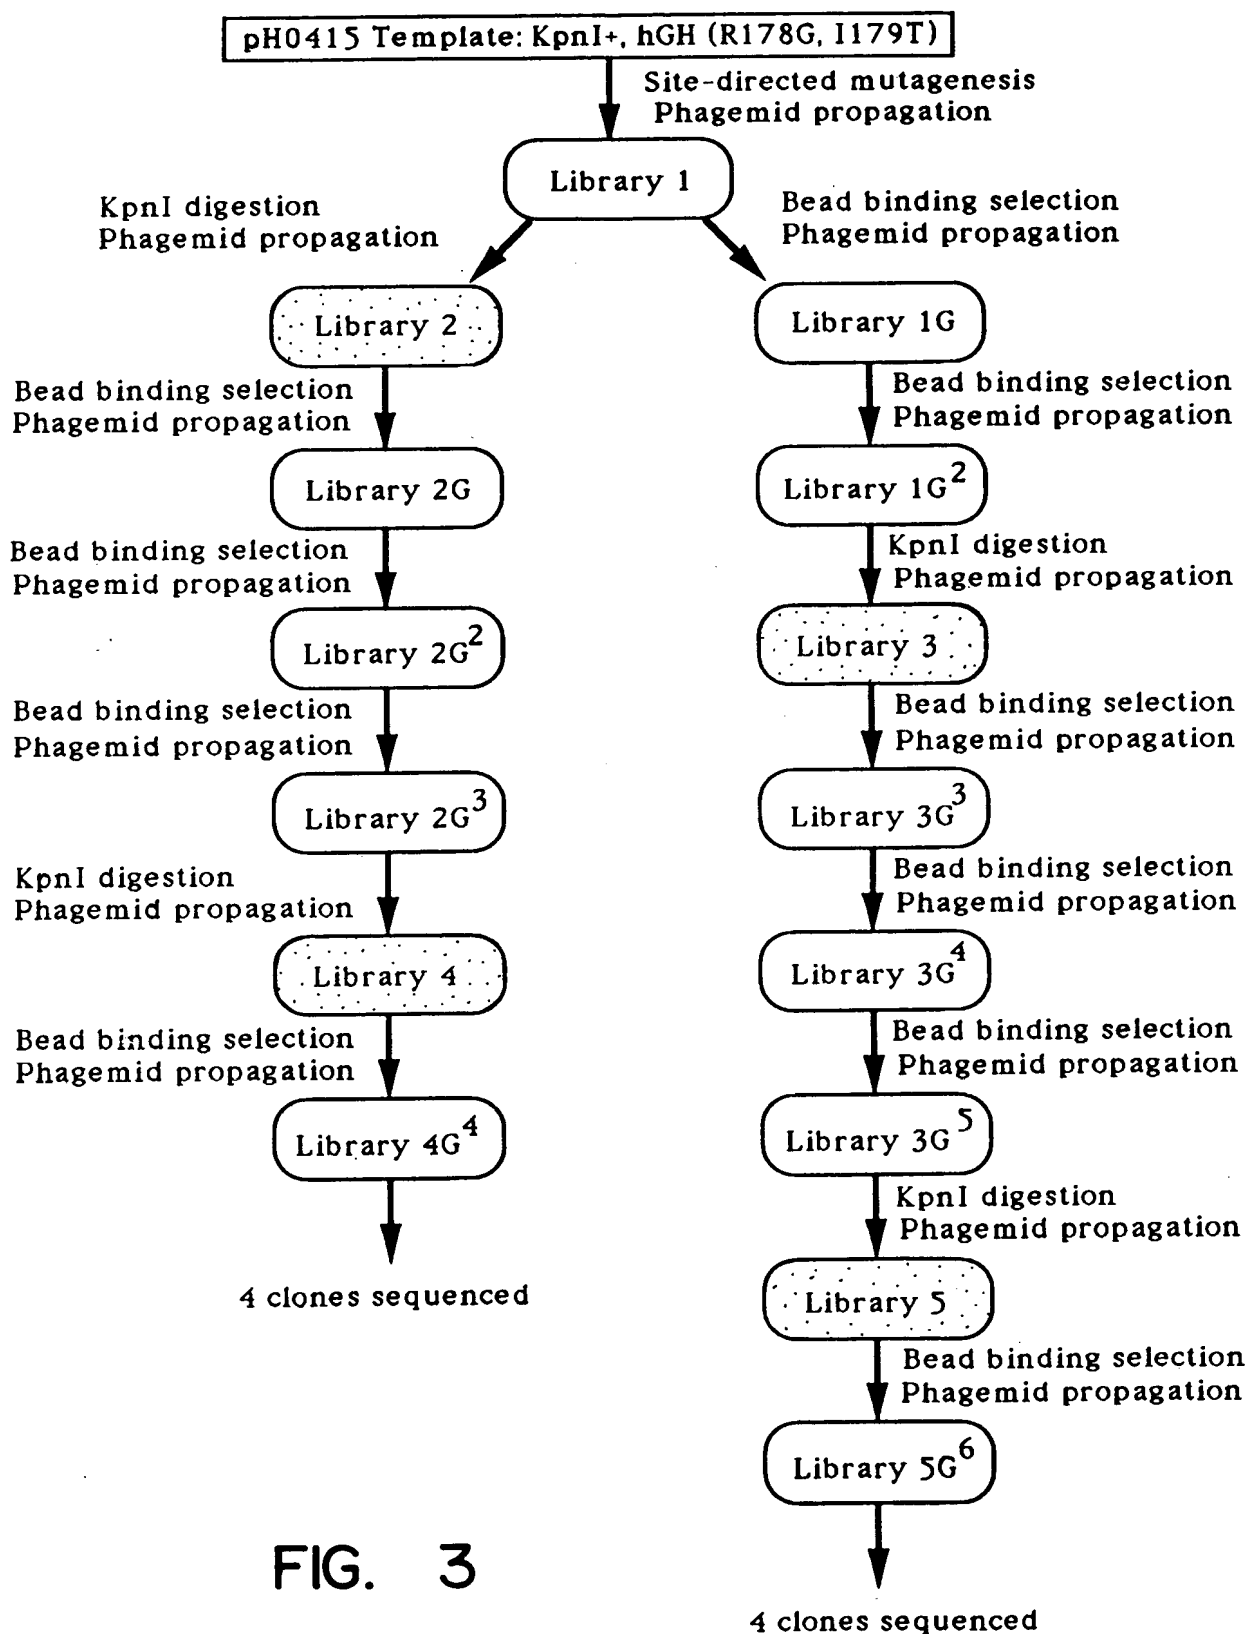 pH0415 Template: KpnI+, hGH (R178G, I179T)
Site-directed mutagenesis
Phagemid propagation
Library 1
KpnI digestion
Phagemid propagation
Bead binding selection
Phagemid propagation
Library 2
Library 1G
Bead binding selection
Phagemid propagation
Bead binding selection
Phagemid propagation
Library 2G
Library 1G²
Bead binding selection
Phagemid propagation
KpnI digestion
Phagemid propagation
Library 2G²
Library 3
Bead binding selection
Phagemid propagation
Bead binding selection
Phagemid propagation
Library 2G³
Library 3G³
KpnI digestion
Phagemid propagation
Bead binding selection
Phagemid propagation
Library 4
Library 3G⁴
Bead binding selection
Phagemid propagation
Bead binding selection
Phagemid propagation
Library 4G⁴
Library 3G⁵
KpnI digestion
Phagemid propagation
4 clones sequenced
Library 5
Bead binding selection
Phagemid propagation
Library 5G⁶
FIG. 3
4 clones sequenced